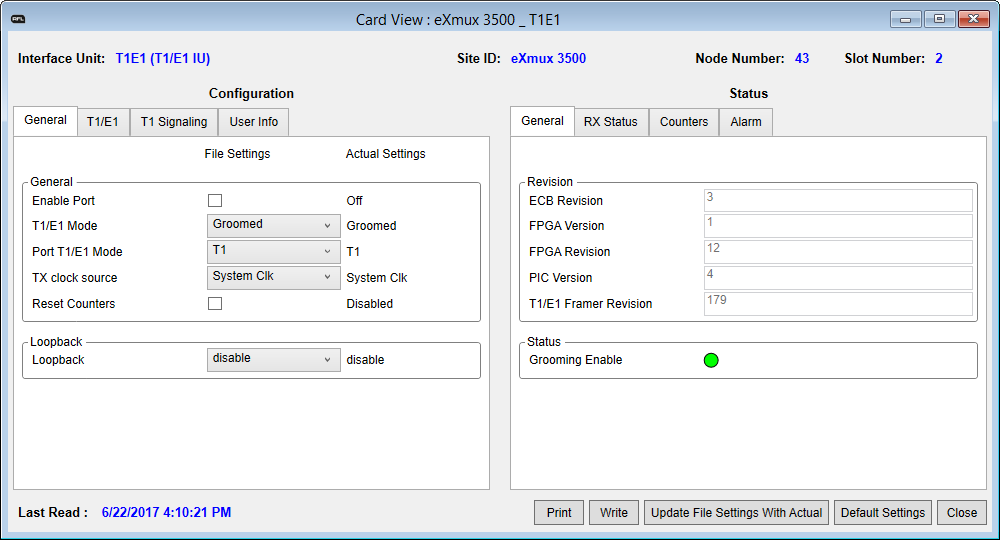 RFL
Card View : eXmux 3500 _ T1E1
Interface Unit: T1E1 (T1/E1 IU) Site ID: eXmux 3500 Node Number: 43 Slot Number: 2
Configuration
General T1/E1 T1 Signaling User Info
File Settings Actual Settings
General
Enable Port Off
T1/E1 Mode Groomed Groomed
Port T1/E1 Mode T1 T1
TX clock source System Clk System Clk
Reset Counters Disabled
Loopback
Loopback disable disable
Status
General RX Status Counters Alarm
Revision
ECB Revision 3
FPGA Version 1
FPGA Revision 12
PIC Version 4
T1/E1 Framer Revision 179
Status
Grooming Enable
Last Read : 6/22/2017 4:10:21 PM
Print Write Update File Settings With Actual Default Settings Close